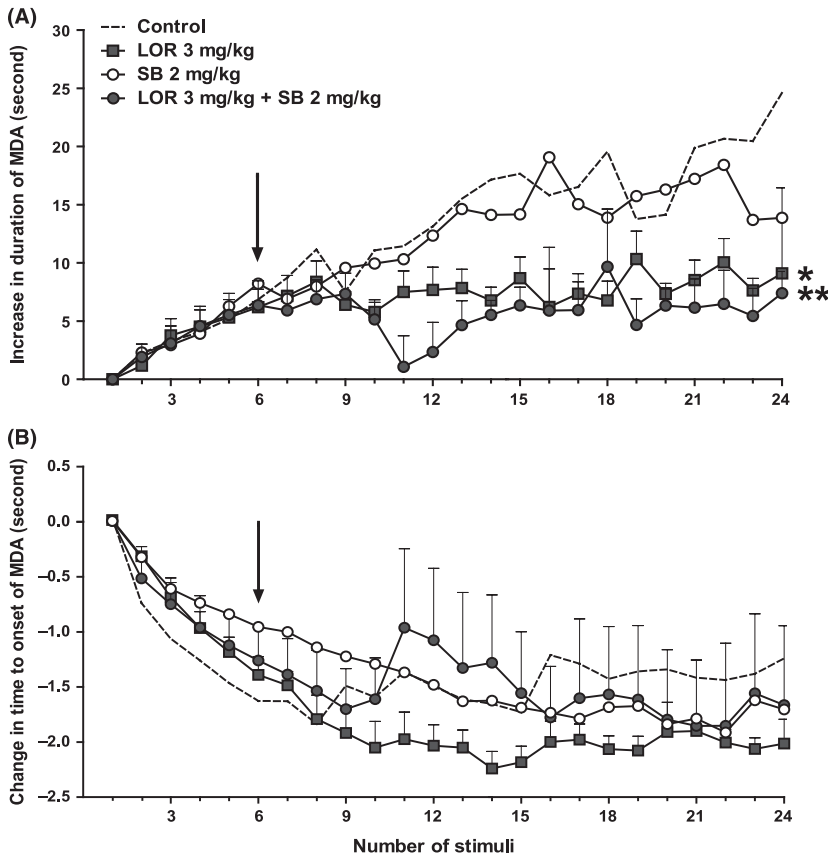 (A)
Increase in duration of MDA (second)
30
25
20
15
10
5
0
Control
LOR 3 mg/kg
SB 2 mg/kg
LOR 3 mg/kg + SB 2 mg/kg
*
**
3 6 9 12 15 18 21 24
(B)
Change in time to onset of MDA (second)
0.5
0.0
–0.5
–1.0
–1.5
–2.0
–2.5
3 6 9 12 15 18 21 24
Number of stimuli